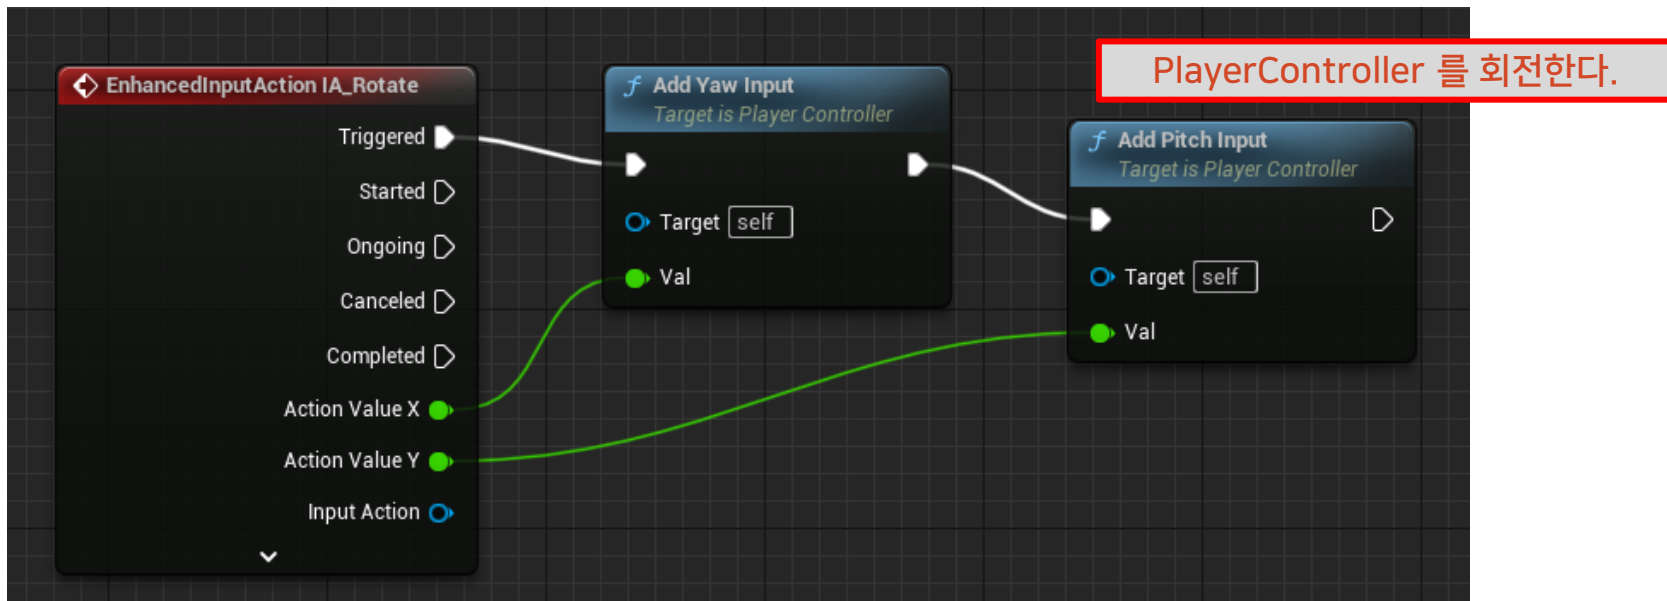 PlayerController 를 회전한다.
EnhancedInputAction IA_Rotate
Triggered
Started
Ongoing
Canceled
Completed
Action Value X
Action Value Y
Input Action
f Add Yaw Input
Target is Player Controller
Target self
Val
f Add Pitch Input
Target is Player Controller
Target self
Val